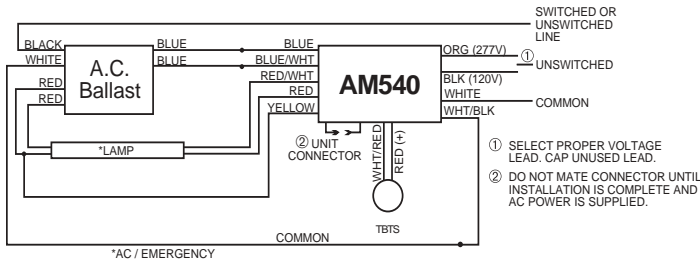 SWITCHED OR
UNSWITCHED
LINE
BLACK
WHITE
BLUE
BLUE
BLUE
BLUE/WHT
ORG (277V)
①
UNSWITCHED
A.C.
Ballast
RED
RED
RED/WHT
RED
YELLOW
AM540
BLK (120V)
WHITE
COMMON
WHT/BLK
*LAMP
② UNIT
CONNECTOR
WHT/RED
RED (+)
① SELECT PROPER VOLTAGE
LEAD. CAP UNUSED LEAD.
② DO NOT MATE CONNECTOR UNTIL
INSTALLATION IS COMPLETE AND
AC POWER IS SUPPLIED.
TBTS
COMMON
*AC / EMERGENCY